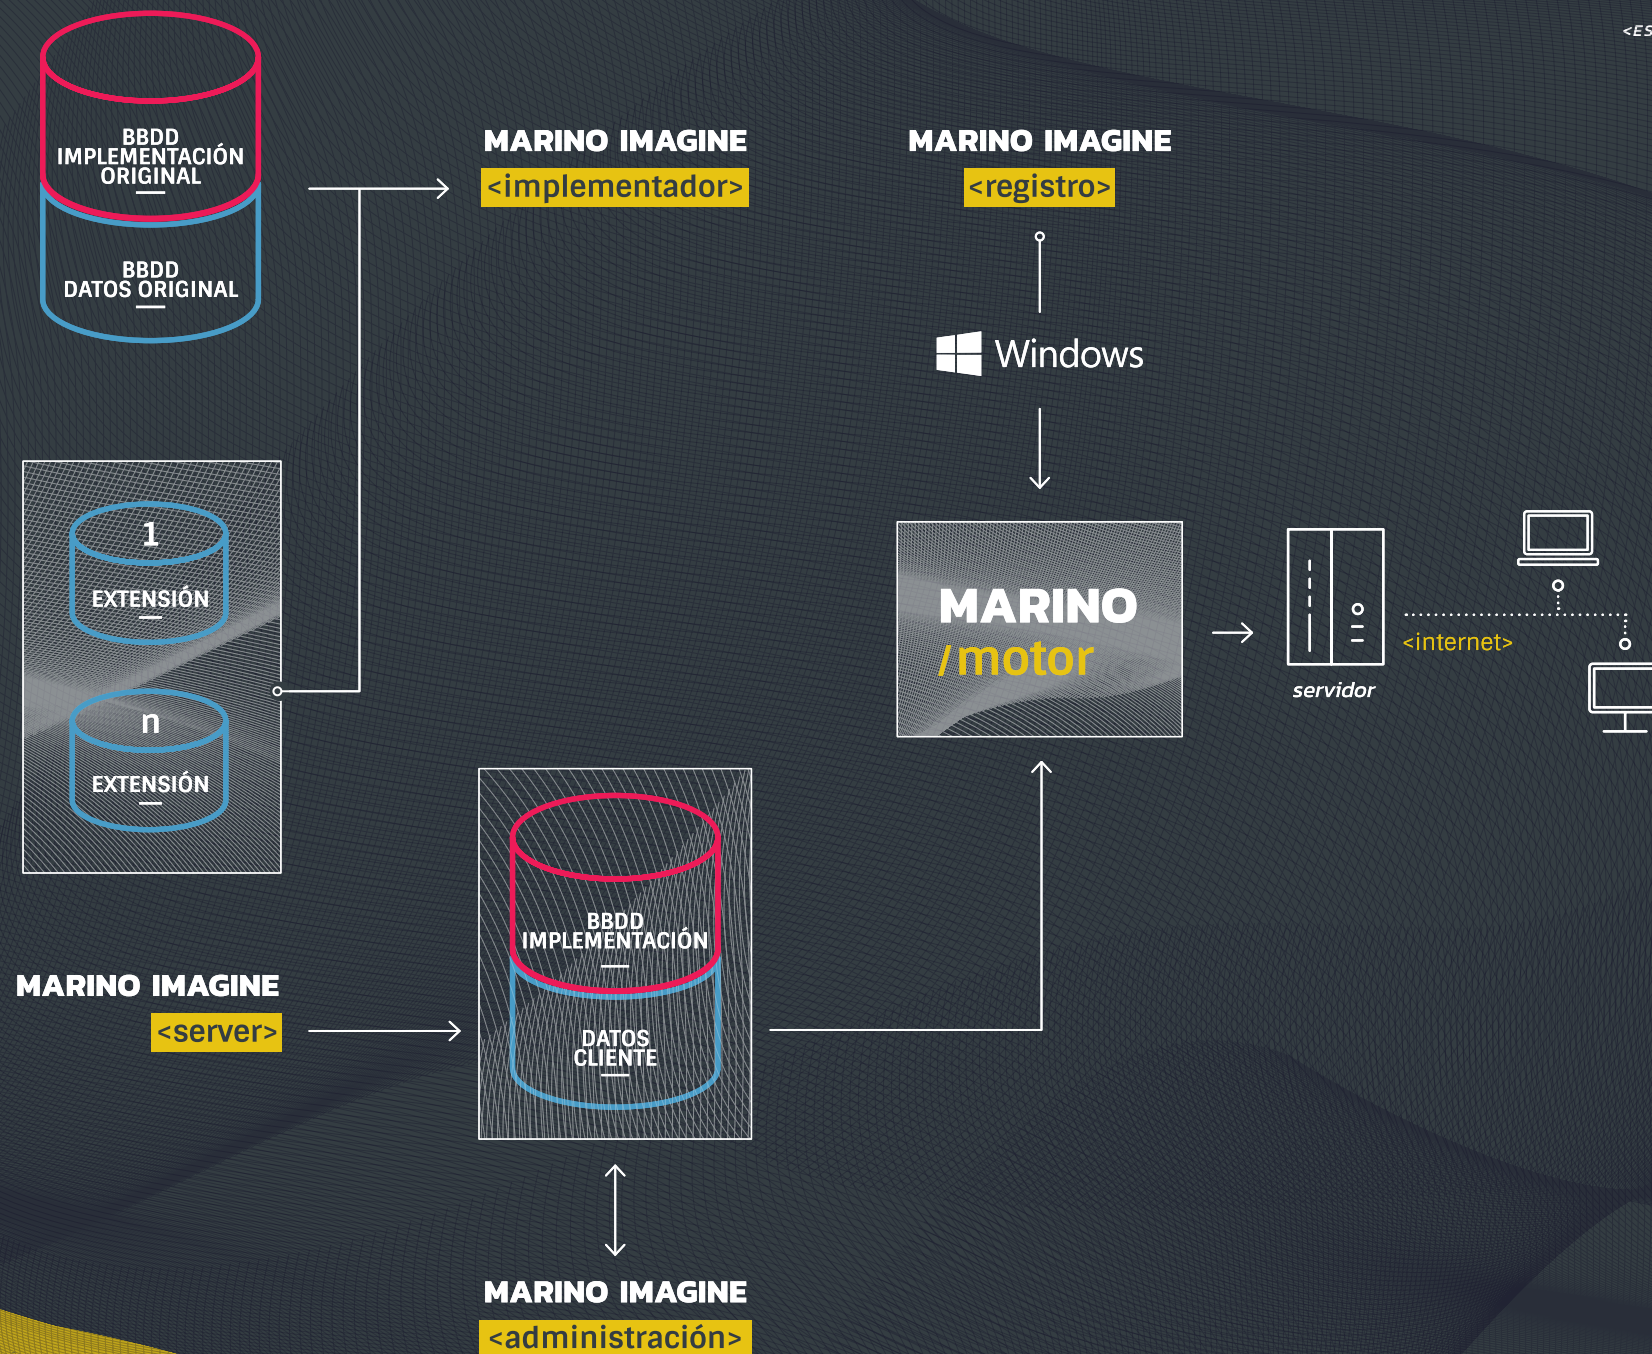 <ES
BBDD
IMPLEMENTACIÓN
ORIGINAL
BBDD
DATOS ORIGINAL
MARINO IMAGINE
<implementador>
MARINO IMAGINE
<registro>
Windows
1
EXTENSIÓN
n
EXTENSIÓN
MARINO
/motor
servidor
<internet>
BBDD
IMPLEMENTACIÓN
DATOS
CLIENTE
MARINO IMAGINE
<server>
MARINO IMAGINE
<administración>